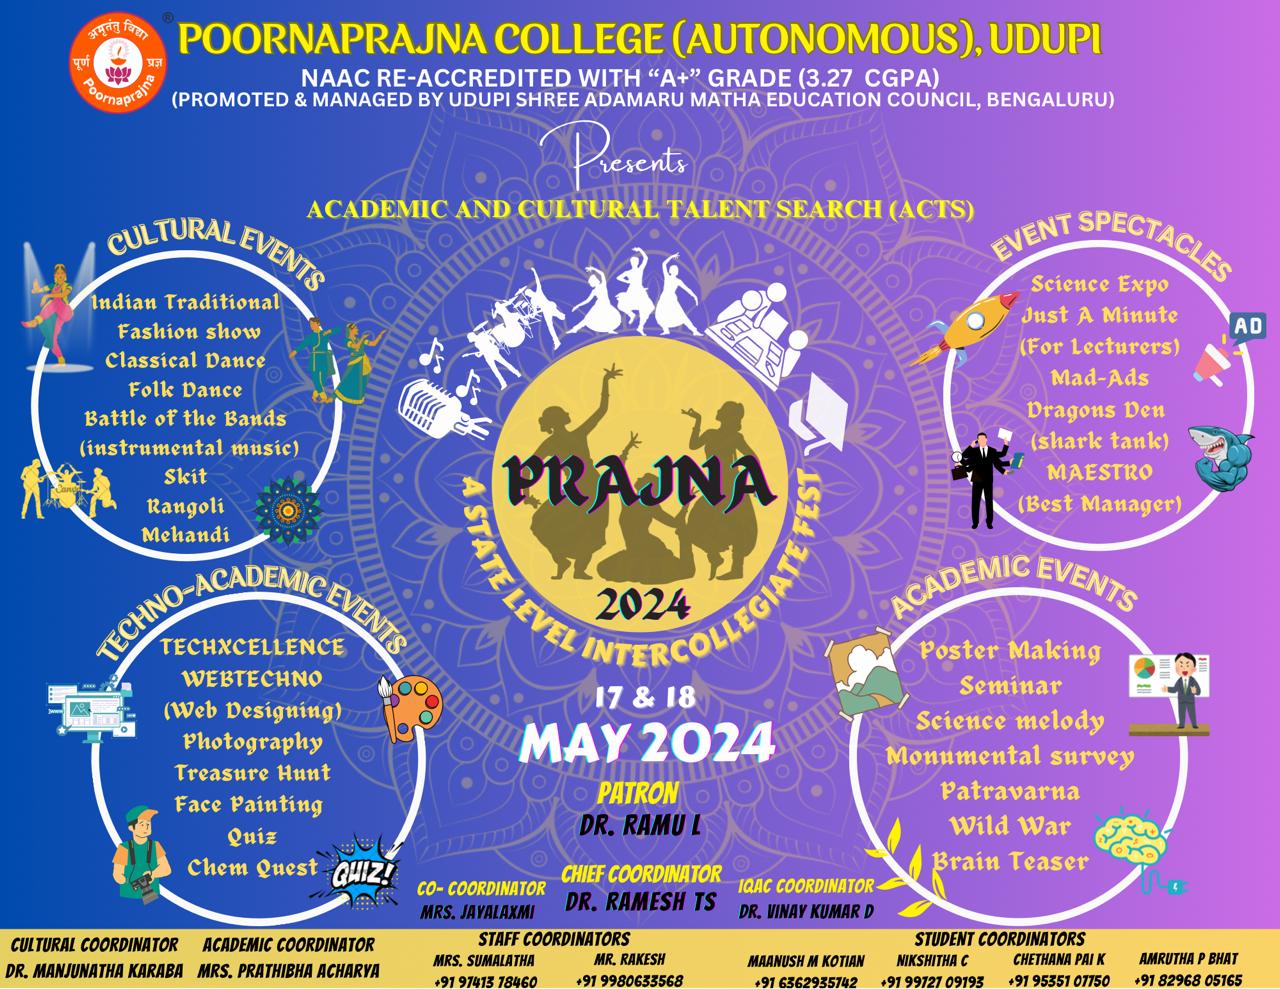 अमृतंतु विद्या
पूर्ण प्रज्ञ
Poornaprajna
®
POORNAPRAJNA COLLEGE (AUTONOMOUS), UDUPI
NAAC RE-ACCREDITED WITH “A+” GRADE (3.27 CGPA)
(PROMOTED & MANAGED BY UDUPI SHREE ADAMARU MATHA EDUCATION COUNCIL, BENGALURU)
Presents
ACADEMIC AND CULTURAL TALENT SEARCH (ACTS)
CULTURAL EVENTS
Indian Traditional
Fashion show
Classical Dance
Folk Dance
Battle of the Bands
(instrumental music)
Skit
Rangoli
Mehandi
EVENT SPECTACLES
Science Expo
Just A Minute
(For Lecturers)
Mad-Ads
Dragons Den
(shark tank)
MAESTRO
(Best Manager)
AD
PRAJNA
2024
A STATE LEVEL INTERCOLLEGIATE FEST
17 & 18
MAY 2024
TECHNO-ACADEMIC EVENTS
TECHXCELLENCE
WEBTECHNO
(Web Designing)
Photography
Treasure Hunt
Face Painting
Quiz
Chem Quest
QUIZ!
ACADEMIC EVENTS
Poster Making
Seminar
Science melody
Monumental survey
Patravarna
Wild War
Brain Teaser
PATRON
DR. RAMU L
CHIEF COORDINATOR
DR. RAMESH TS
CO- COORDINATOR
MRS. JAYALAXMI
IQAC COORDINATOR
DR. VINAY KUMAR D
CULTURAL COORDINATOR
DR. MANJUNATHA KARABA
ACADEMIC COORDINATOR
MRS. PRATHIBHA ACHARYA
STAFF COORDINATORS
MRS. SUMALATHA
+91 97413 78460
MR. RAKESH
+91 9980633568
STUDENT COORDINATORS
MAANUSH M KOTIAN
+91 6362935742
NIKSHITHA C
+91 99727 09193
CHETHANA PAI K
+91 95351 07750
AMRUTHA P BHAT
+91 82968 05165